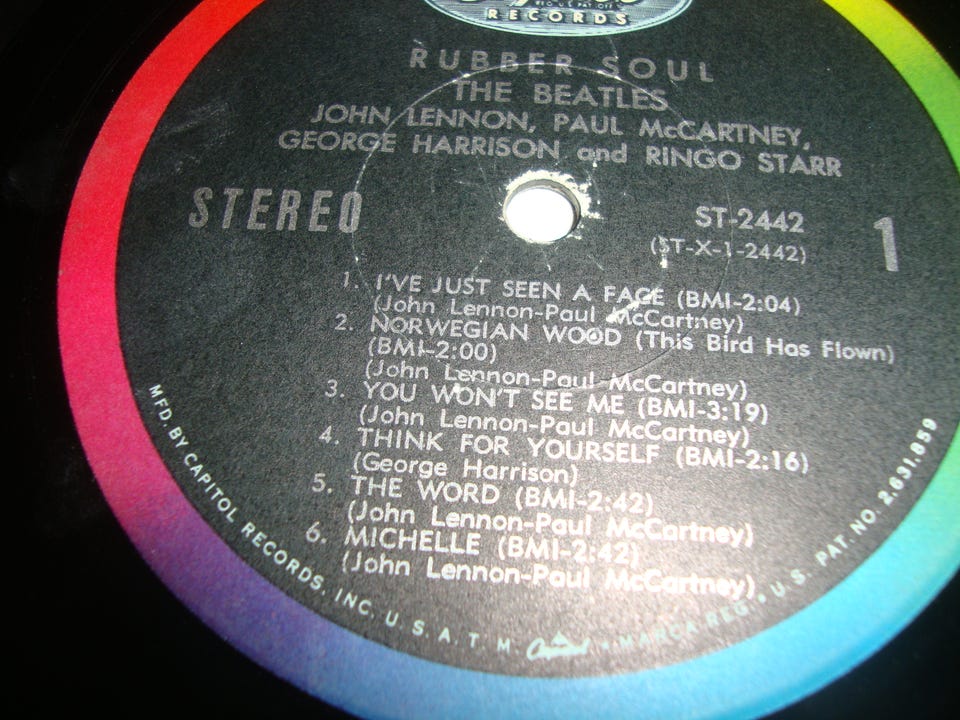 RECORDS
RUBBER SOUL
THE BEATLES
JOHN LENNON, PAUL McCARTNEY,
GEORGE HARRISON and RINGO STARR
STEREO
ST-2442
(ST-X-1-2442)
1
1. I'VE JUST SEEN A FACE (BMI-2:04)
(John Lennon-Paul McCartney)
2. NORWEGIAN WOOD (This Bird Has Flown)
(BMI-2:00)
(John Lennon-Paul McCartney)
3. YOU WON'T SEE ME (BMI-3:19)
(John Lennon-Paul McCartney)
4. THINK FOR YOURSELF (BMI-2:16)
(George Harrison)
5. THE WORD (BMI-2:42)
(John Lennon-Paul McCartney)
6. MICHELLE (BMI-2:42)
(John Lennon-Paul McCartney)
MFD. BY CAPITOL RECORDS, INC. U.S.A. T.M. Capitol • MARCA REG. • U.S. PAT. NO. 2,631,859